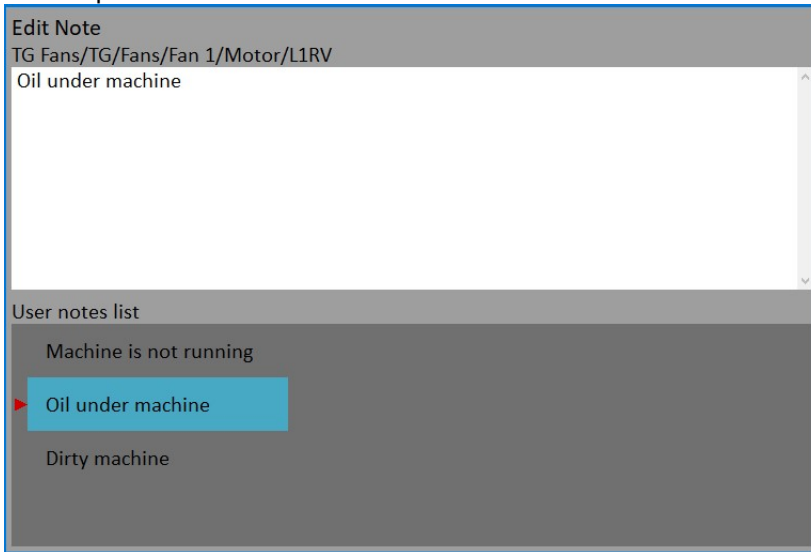 Edit Note
TG Fans/TG/Fans/Fan 1/Motor/L1RV
Oil under machine
User notes list
Machine is not running
Oil under machine
Dirty machine